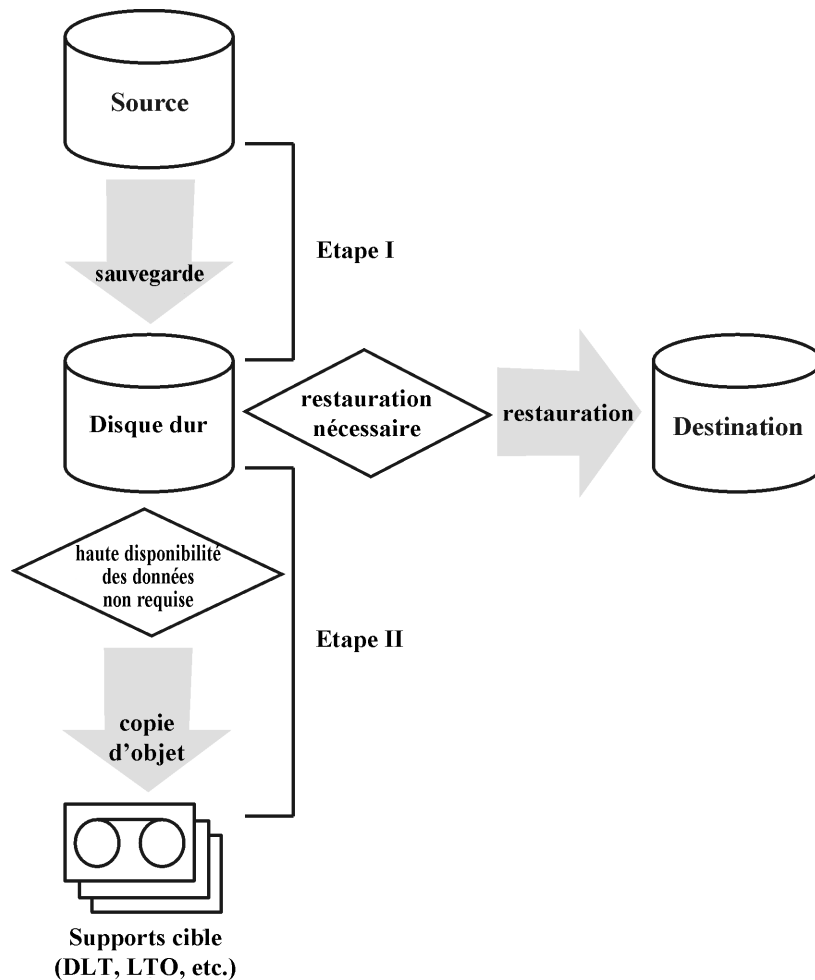 Source
sauvegarde
Etape I
Disque dur
restauration
nécessaire
restauration
Destination
haute disponibilité
des données
non requise
Etape II
copie
d’objet
Supports cible
(DLT, LTO, etc.)